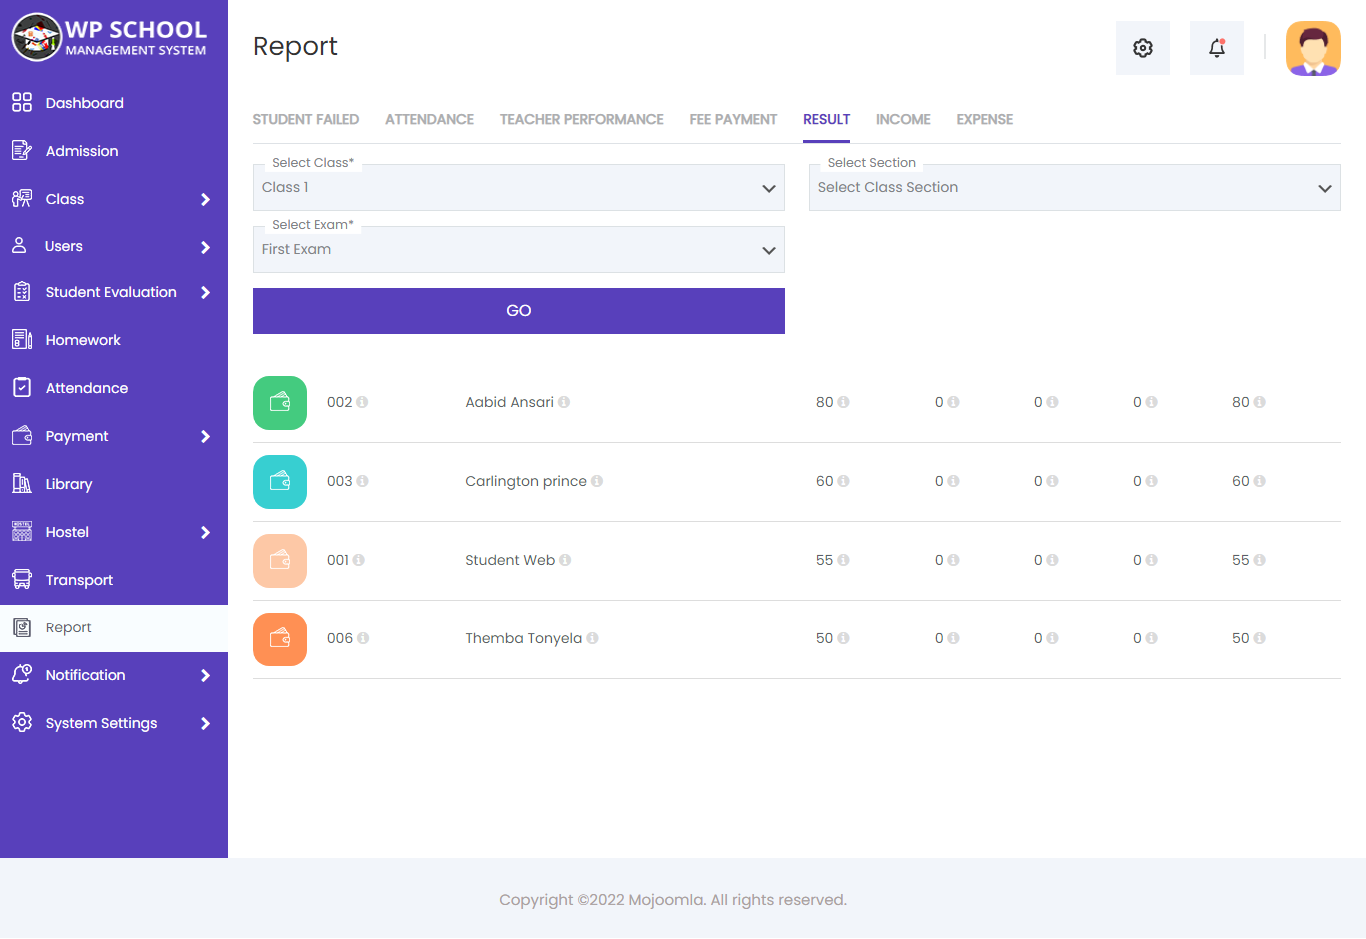 WP SCHOOL
MANAGEMENT SYSTEM
Dashboard
Admission
Class
Users
Student Evaluation
Homework
Attendance
Payment
Library
HOSTEL
Hostel
Transport
Report
Notification
System Settings
Report
STUDENT FAILED ATTENDANCE TEACHER PERFORMANCE FEE PAYMENT RESULT INCOME EXPENSE
Select Class* Select Section
Class 1 Select Class Section
Select Exam*
First Exam
GO
002 Aabid Ansari 80 0 0 0 80
003 Carlington prince 60 0 0 0 60
001 Student Web 55 0 0 0 55
006 Themba Tonyela 50 0 0 0 50
Copyright ©2022 Mojoomla. All rights reserved.